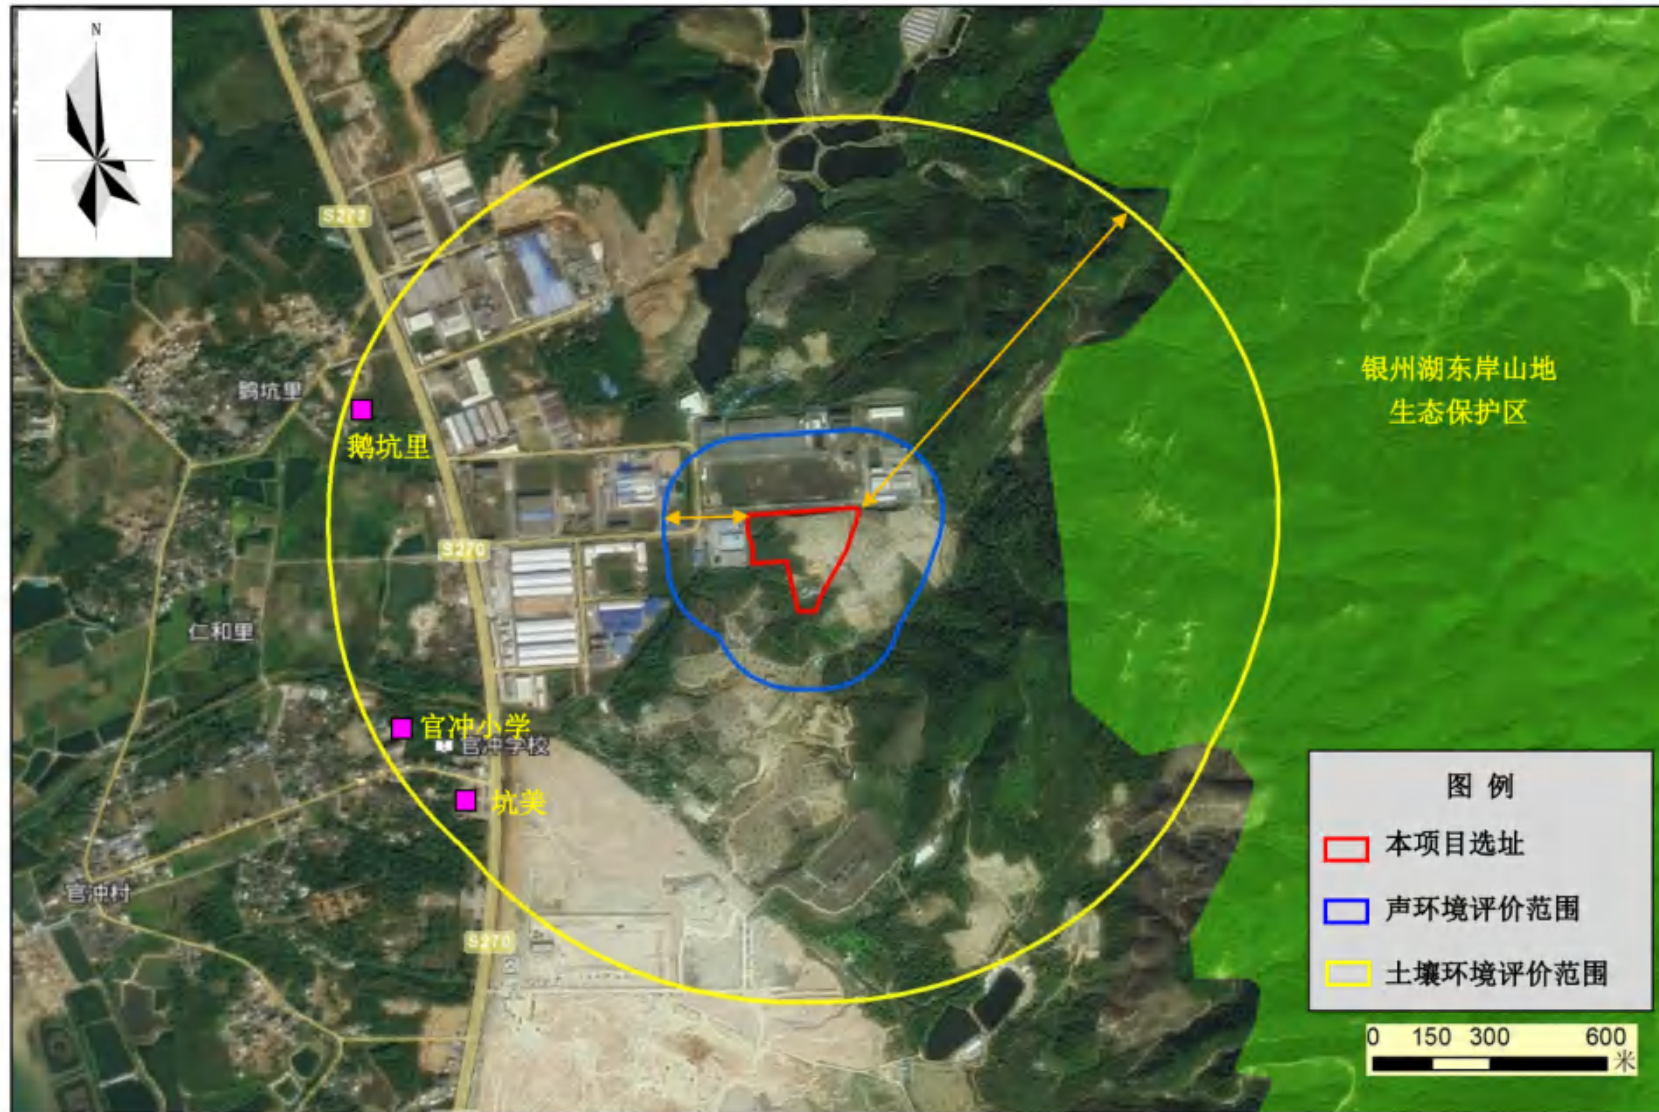 N
S272
鹅坑里
鹅坑里
银州湖东岸山地
生态保护区
S270
仁和里
官冲小学
官冲学校
坑美
官冲村
S270
图 例
本项目选址
声环境评价范围
土壤环境评价范围
0 150 300 600
米